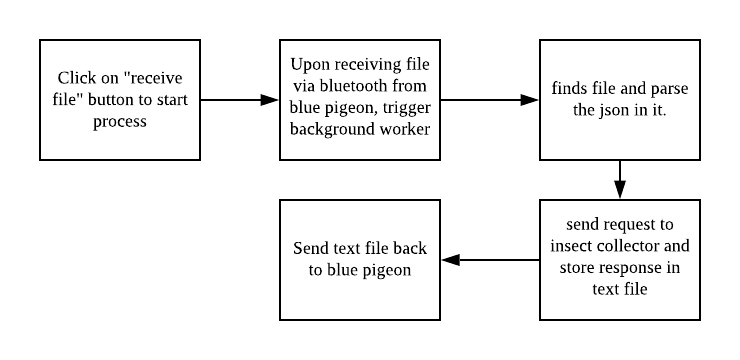 Click on "receive
file" button to start
process
Upon receiving file
via bluetooth from
blue pigeon, trigger
background worker
finds file and parse
the json in it.
send request to
insect collector and
store response in
text file
Send text file back
to blue pigeon